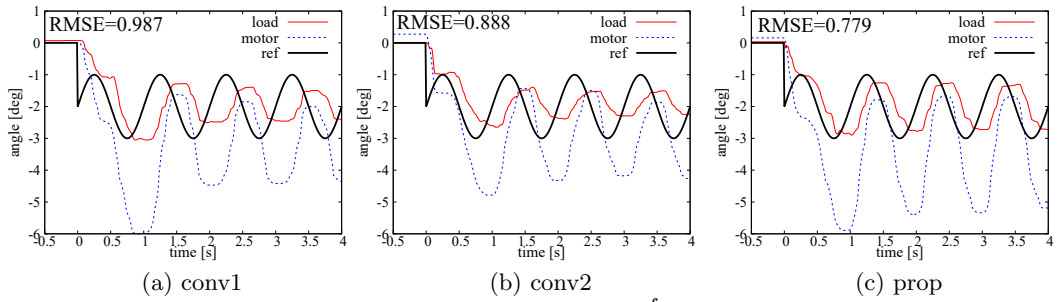 RMSE=0.987
load
motor
ref
1
0
-1
-2
-3
-4
-5
-6
angle [deg]
0.5 0 0.5 1 1.5 2 2.5 3 3.5 4
time [s]
(a) conv1
RMSE=0.888
load
motor
ref
1
0
-1
-2
-3
-4
-5
-6
angle [deg]
0.5 0 0.5 1 1.5 2 2.5 3 3.5 4
time [s]
(b) conv2
RMSE=0.779
load
motor
ref
1
0
-1
-2
-3
-4
-5
-6
angle [deg]
0.5 0 0.5 1 1.5 2 2.5 3 3.5 4
time [s]
(c) prop